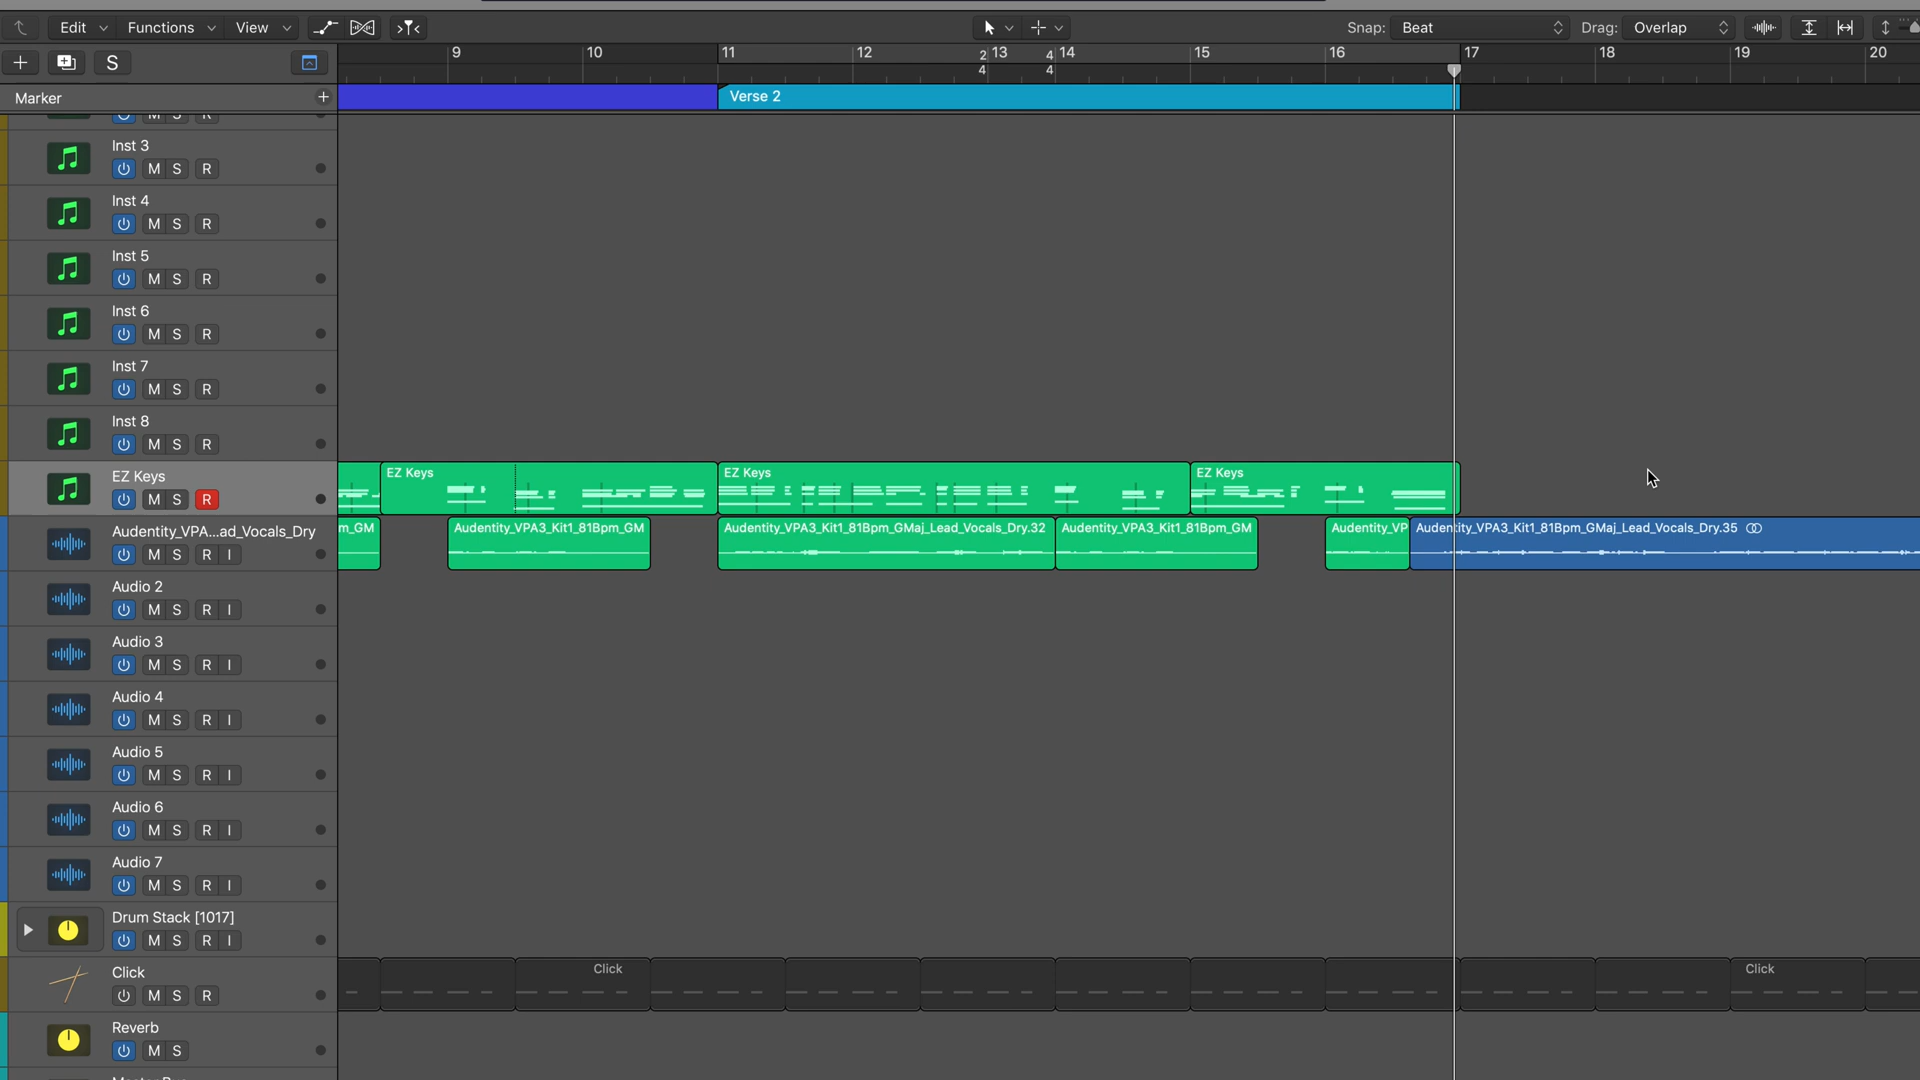 Edit Functions View Snap: Beat Drag: Overlap
S
9 10 11 12 2 13 4 14 15 16 17 18 19 20
4 4
Marker + Verse 2
M S R
Inst 3
M S R
Inst 4
M S R
Inst 5
M S R
Inst 6
M S R
Inst 7
M S R
Inst 8
M S R
EZ Keys EZ Keys EZ Keys EZ Keys
M S R
Audentity_VPA...ad_Vocals_Dry m_GM Audentity_VPA3_Kit1_81Bpm_GM Audentity_VPA3_Kit1_81Bpm_GMaj_Lead_Vocals_Dry.32 Audentity_VPA3_Kit1_81Bpm_GM Audentity_VP Audentity_VPA3_Kit1_81Bpm_GMaj_Lead_Vocals_Dry.35
M S R I
Audio 2
M S R I
Audio 3
M S R I
Audio 4
M S R I
Audio 5
M S R I
Audio 6
M S R I
Audio 7
M S R I
Drum Stack [1017]
M S R I
Click Click Click
M S R
Reverb
M S